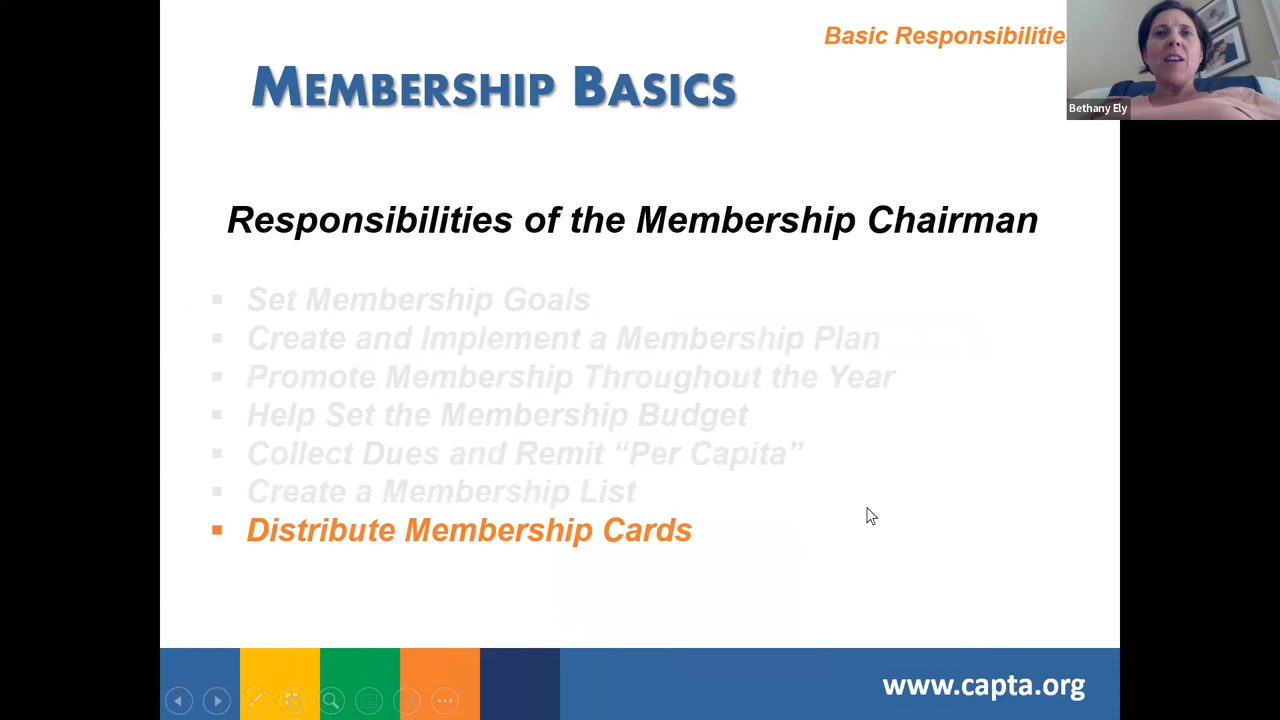 Basic Responsibilitie
MEMBERSHIP BASICS
Bethany Ely
Responsibilities of the Membership Chairman
▪ Set Membership Goals
▪ Create and Implement a Membership Plan
▪ Promote Membership Throughout the Year
▪ Help Set the Membership Budget
▪ Collect Dues and Remit “Per Capita”
▪ Create a Membership List
▪ Distribute Membership Cards
www.capta.org